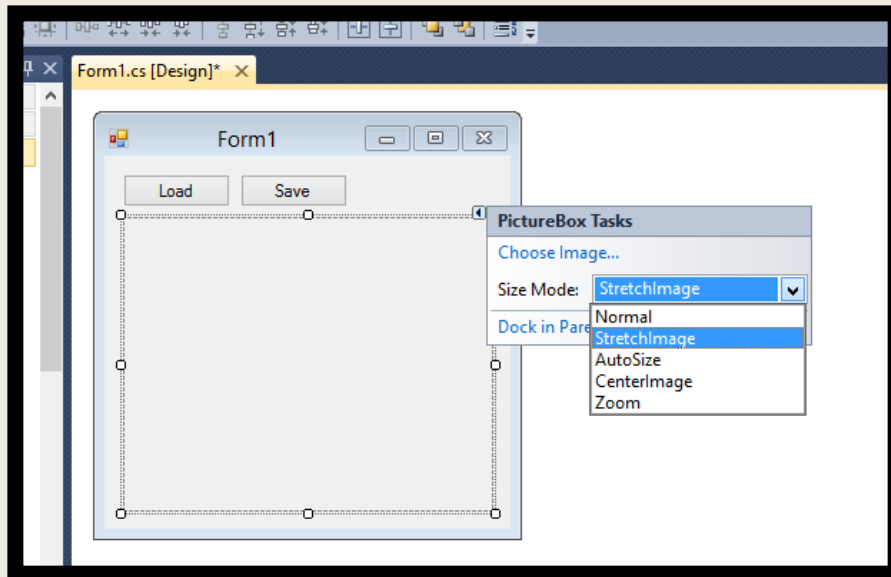 Form1.cs [Design]*
Form1
Load Save
PictureBox Tasks
Choose Image...
Size Mode: StretchImage
Normal
Dock in Pare
StretchImage
AutoSize
CenterImage
Zoom